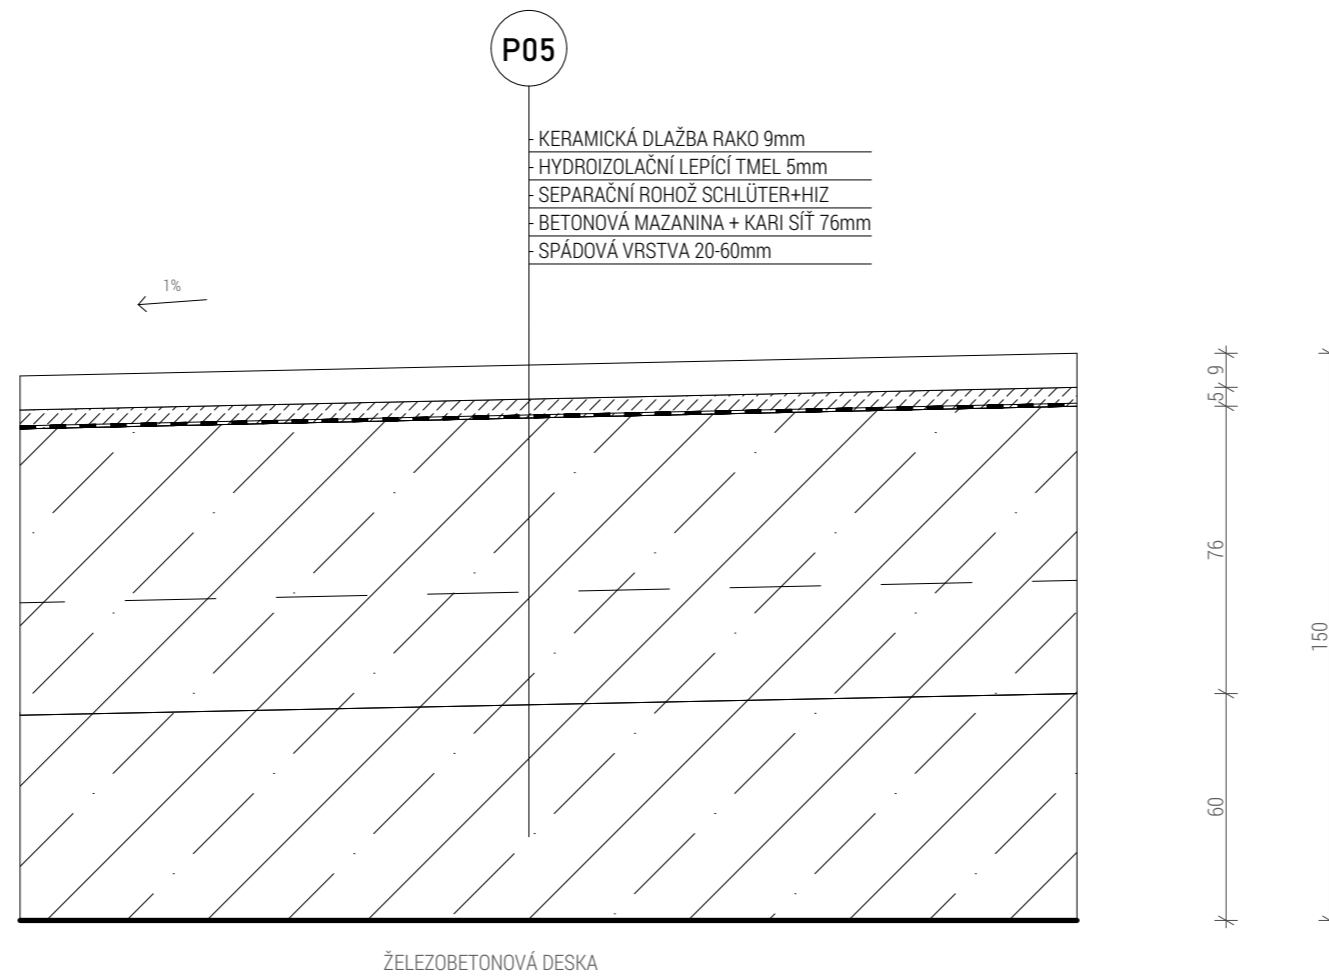 P05
KERAMICKÁ DLAŽBA RAKO 9mm
HYDROIZOLAČNÍ LEPÍCÍ TMEL 5mm
SEPARAČNÍ ROHOŽ SCHLÜTER+HIZ
BETONOVÁ MAZANINA + KARI SÍŤ 76mm
SPÁDOVÁ VRSTVA 20-60mm
1%
9
5
76
150
60
ŽELEZOBETONOVÁ DESKA